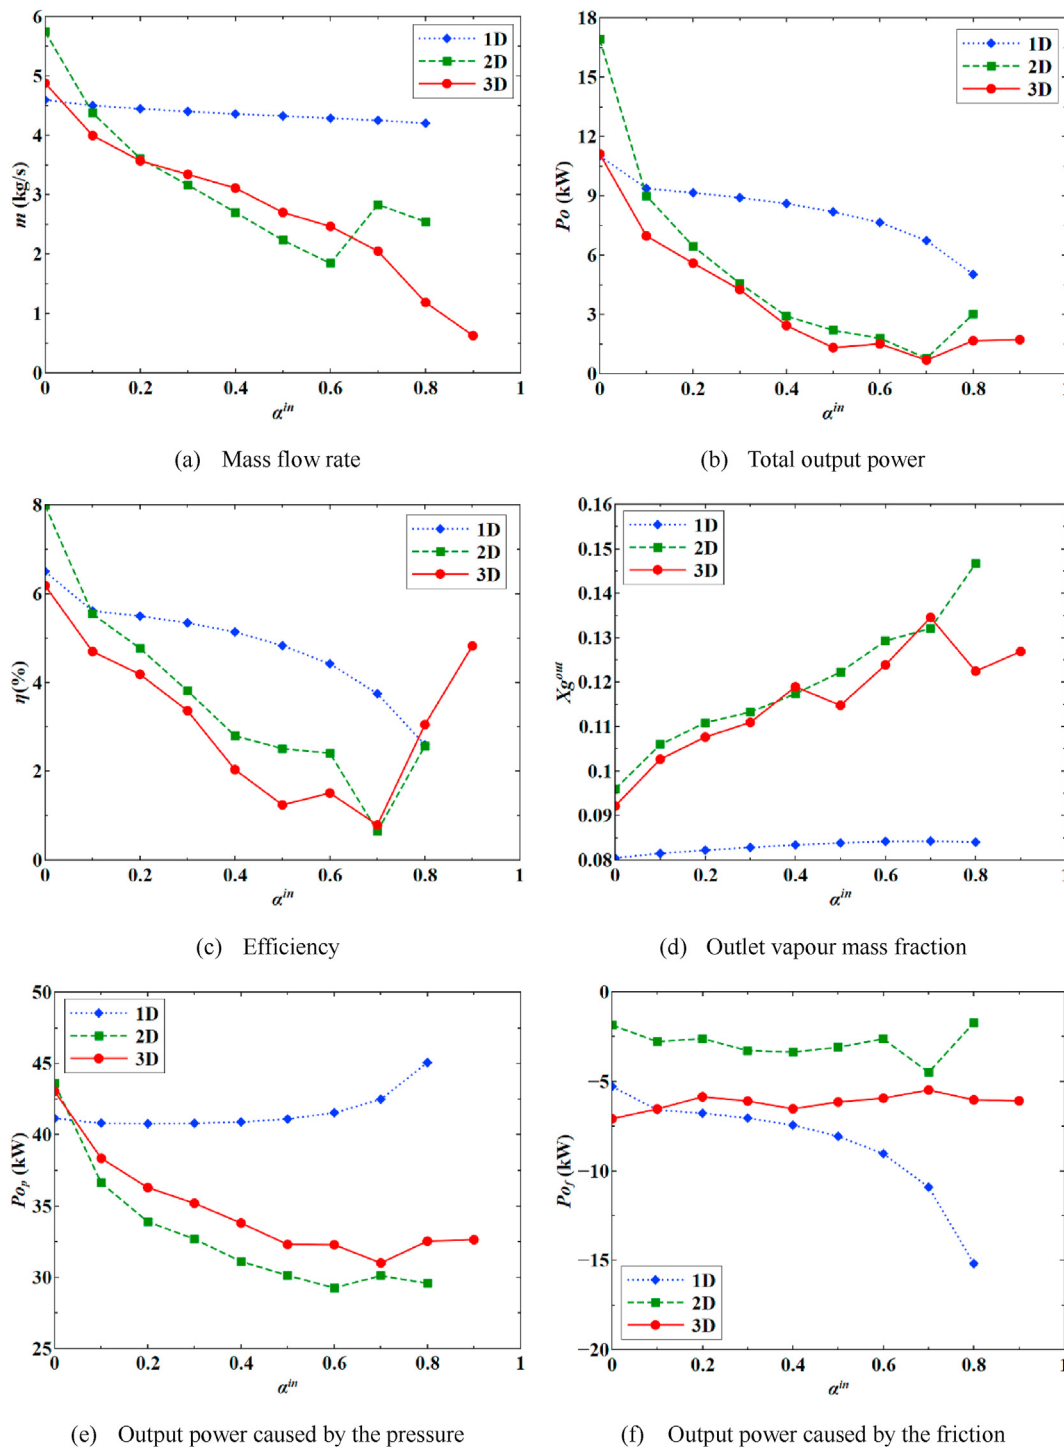 6
5
4
3
2
1
0
m (kg/s)
1D
2D
3D
0 0.2 0.4 0.6 0.8 1
α^in
(a) Mass flow rate
18
15
12
9
6
3
0
Po (kW)
1D
2D
3D
0 0.2 0.4 0.6 0.8 1
α^in
(b) Total output power
8
6
4
2
0
η(%)
1D
2D
3D
0 0.2 0.4 0.6 0.8 1
α^in
(c) Efficiency
0.16
0.15
0.14
0.13
0.12
0.11
0.1
0.09
0.08
Xg^out
1D
2D
3D
0 0.2 0.4 0.6 0.8 1
α^in
(d) Outlet vapour mass fraction
50
45
40
35
30
25
Po_p (kW)
1D
2D
3D
0 0.2 0.4 0.6 0.8 1
α^in
(e) Output power caused by the pressure
0
−5
−10
−15
−20
Po_f (kW)
1D
2D
3D
0 0.2 0.4 0.6 0.8 1
α^in
(f) Output power caused by the friction